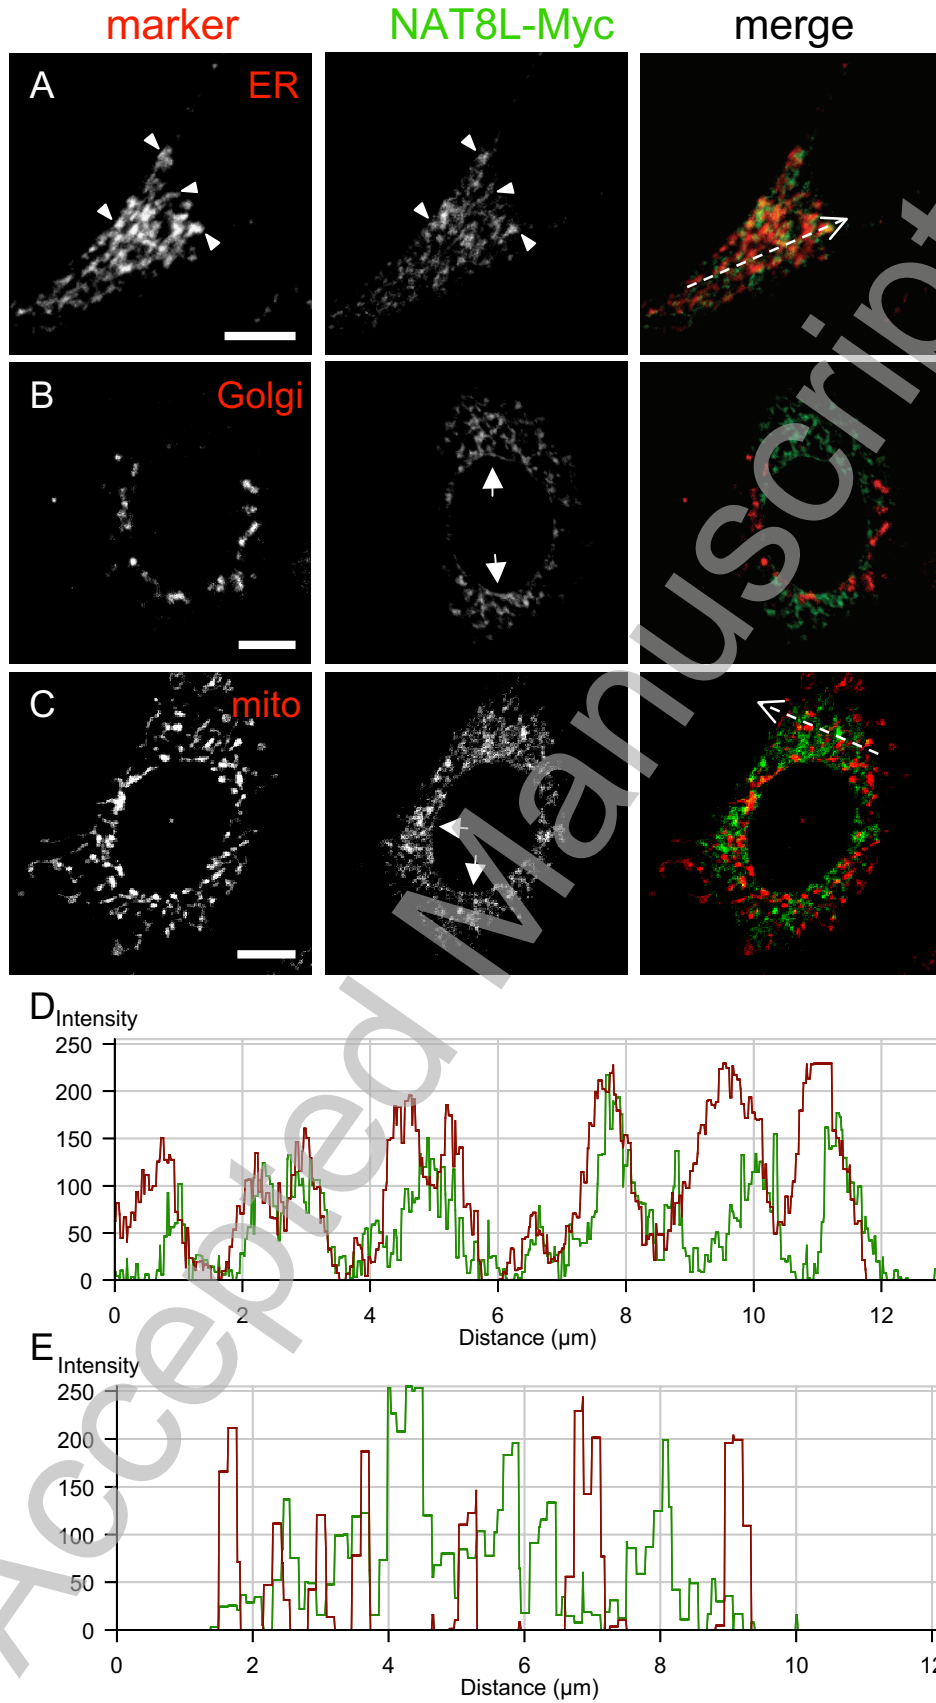 marker NAT8L-Myc merge
A ER
B Golgi
C mito
D Intensity
250
200
150
100
50
0
0 2 4 6 8 10 12
Distance (µm)
E Intensity
250
200
150
100
50
0
0 2 4 6 8 10 12
Distance (µm)
Accepted Manuscript